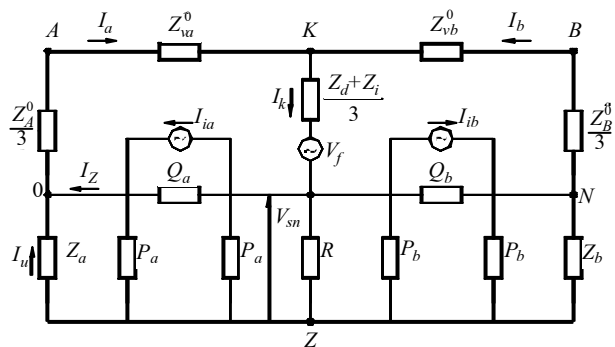 A I_a Z_va^0 K Z_vb^0 I_b B
I_k Z_d+Z_i
3
Z_A^0
3
I_ia I_ib Z_B^0
3
V_f
I_Z Q_a Q_b
0 N
V_sn
I_u Z_a P_a P_a R P_b P_b Z_b
Z